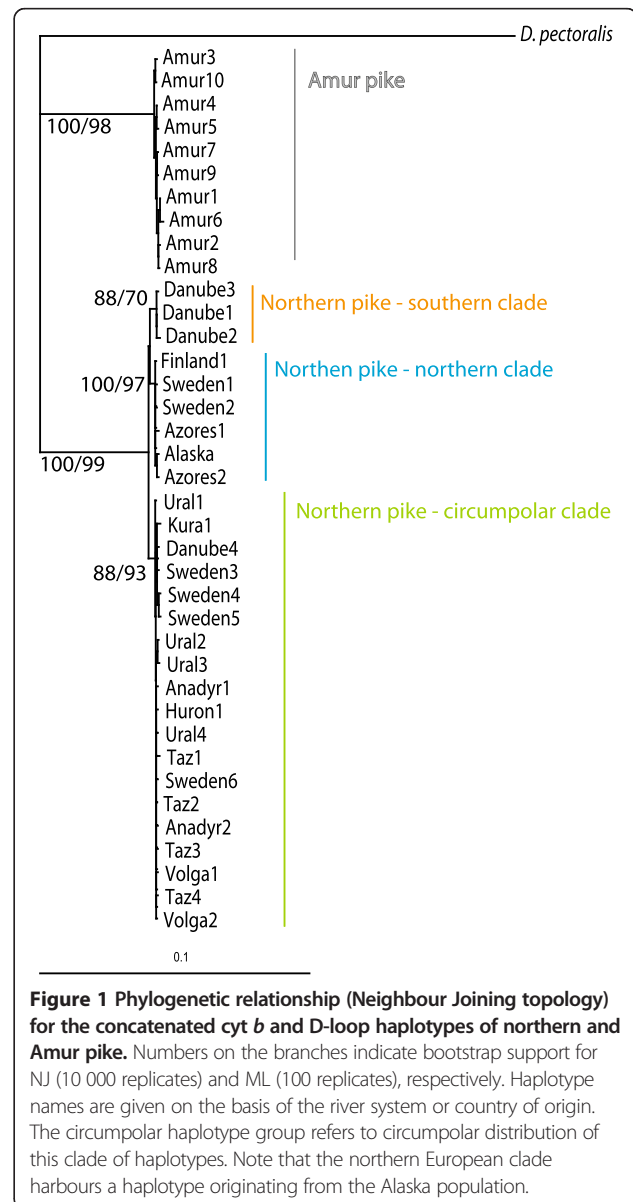 D. pectoralis
Amur3
Amur10
Amur pike
Amur4
100/98
Amur5
Amur7
Amur9
Amur1
Amur6
Amur2
Amur8
88/70
Danube3
Danube1
Northern pike - southern clade
Danube2
Finland1
100/97
Sweden1
Northen pike - northern clade
Sweden2
Azores1
Alaska
100/99
Azores2
Ural1
Northern pike - circumpolar clade
Kura1
Danube4
88/93
Sweden3
Sweden4
Sweden5
Ural2
Ural3
Anadyr1
Huron1
Ural4
Taz1
Sweden6
Taz2
Anadyr2
Taz3
Volga1
Taz4
Volga2
0.1
Figure 1 Phylogenetic relationship (Neighbour Joining topology)
for the concatenated cyt b and D-loop haplotypes of northern and
Amur pike. Numbers on the branches indicate bootstrap support for
NJ (10 000 replicates) and ML (100 replicates), respectively. Haplotype
names are given on the basis of the river system or country of origin.
The circumpolar haplotype group refers to circumpolar distribution of
this clade of haplotypes. Note that the northern European clade
harbours a haplotype originating from the Alaska population.